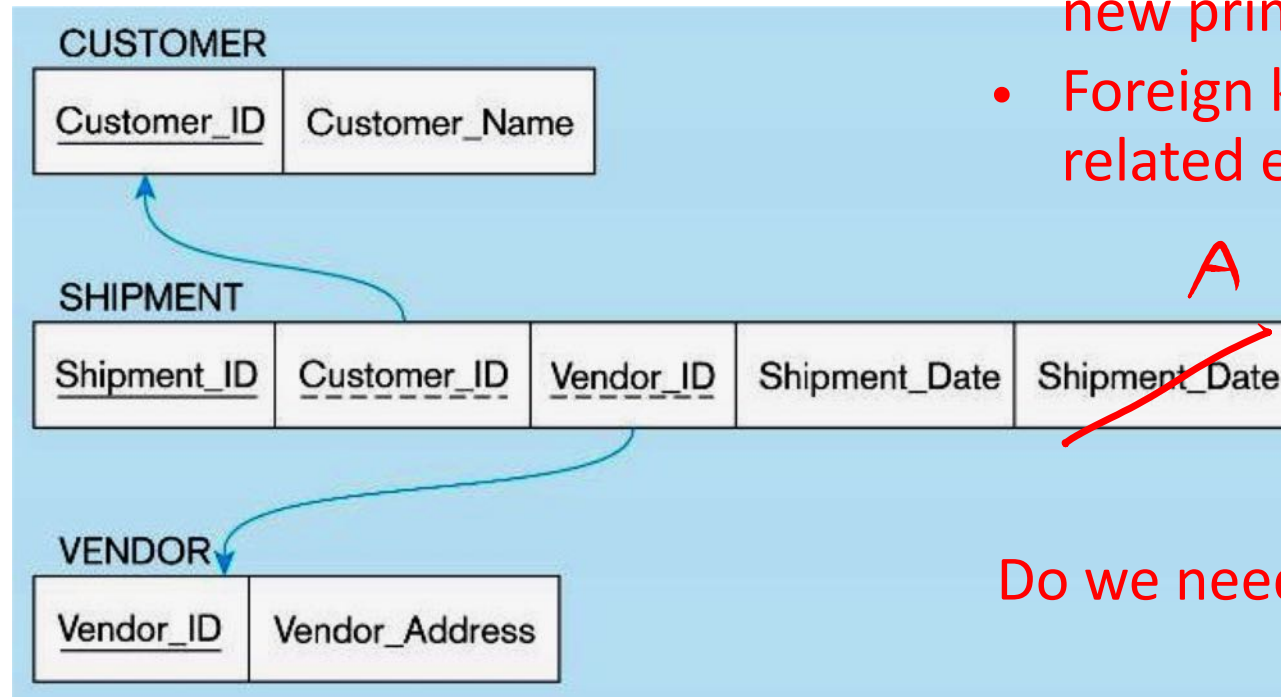 new prin
• Foreign
related e
CUSTOMER
Customer_ID Customer_Name
A
SHIPMENT
Shipment_ID Customer_ID Vendor_ID Shipment_Date Shipment_Date
VENDOR
Vendor_ID Vendor_Address
Do we need